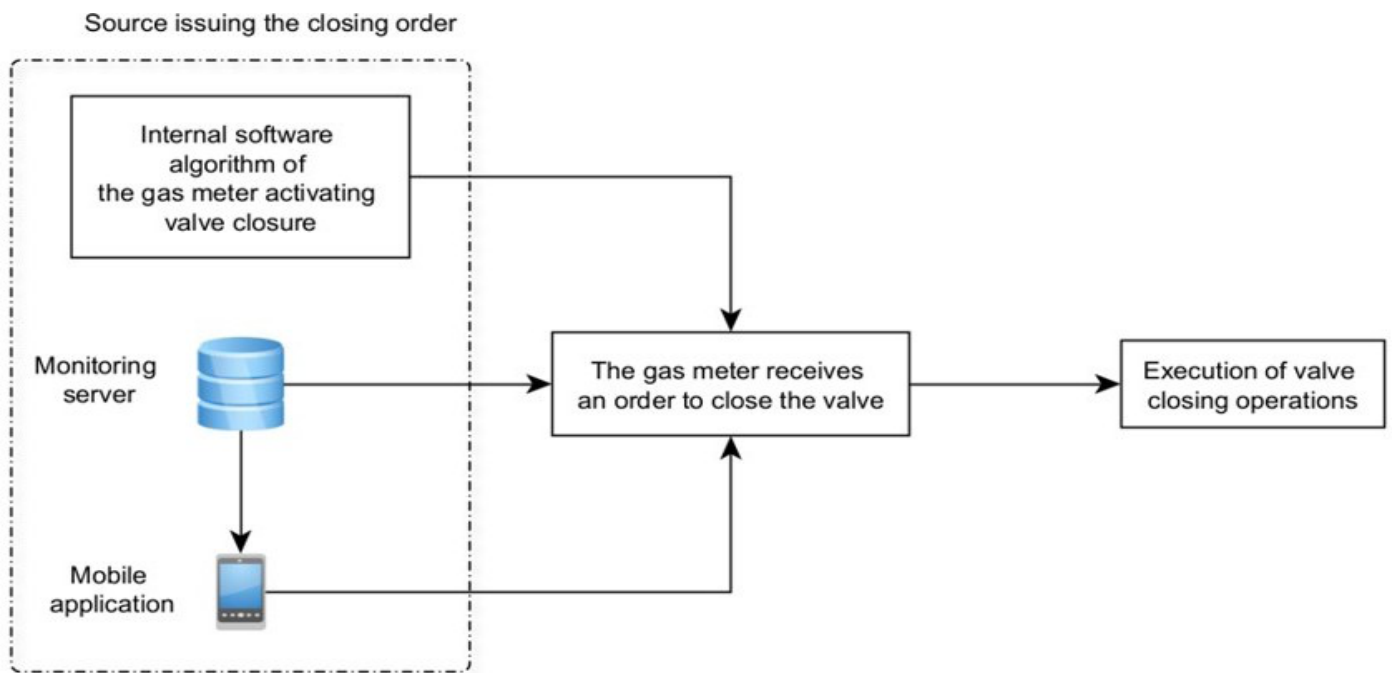 Source issuing the closing order
Internal software
algorithm of
the gas meter activating
valve closure
Monitoring
server
The gas meter receives
an order to close the valve
Execution of valve
closing operations
Mobile
application